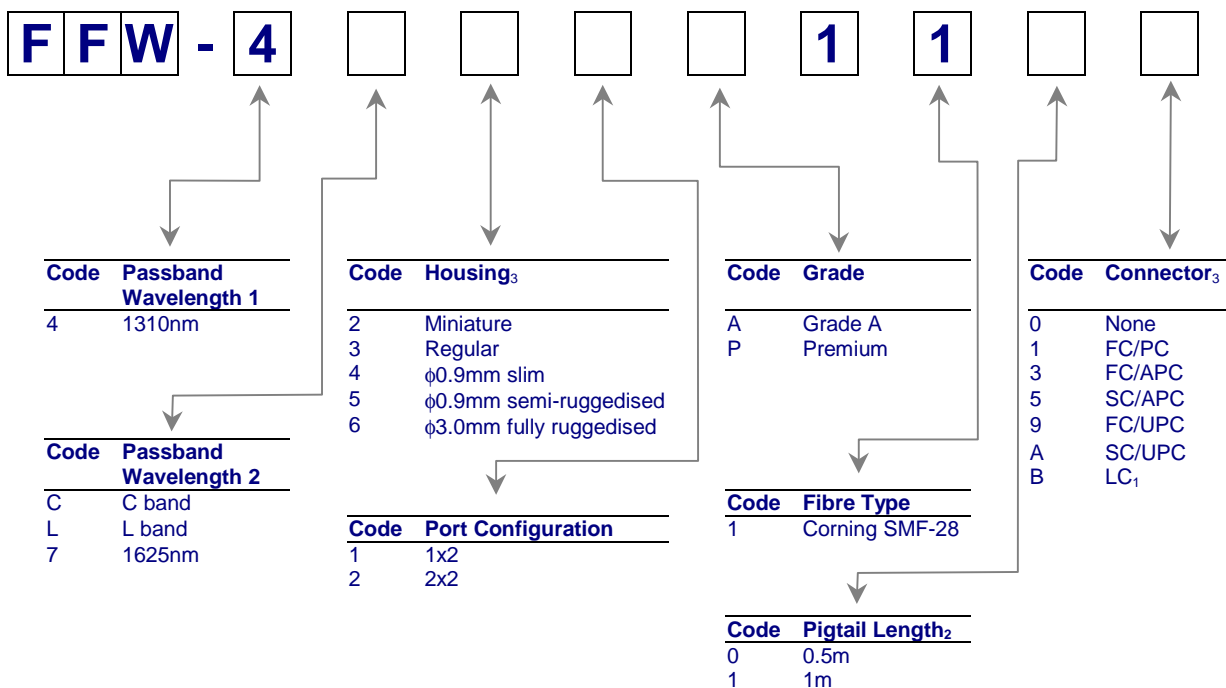 FFW-4 1 1
Code Passband Wavelength 1
4 1310nm
Code Passband Wavelength 2
C C band
L L band
7 1625nm
Code Housing3
2 Miniature
3 Regular
4 ϕ0.9mm slim
5 ϕ0.9mm semi-ruggedised
6 ϕ3.0mm fully ruggedised
Code Port Configuration
1 1x2
2 2x2
Code Grade
A Grade A
P Premium
Code Fibre Type
1 Corning SMF-28
Code Pigtail Length2
0 0.5m
1 1m
Code Connector3
0 None
1 FC/PC
3 FC/APC
5 SC/APC
9 FC/UPC
A SC/UPC
B LC1